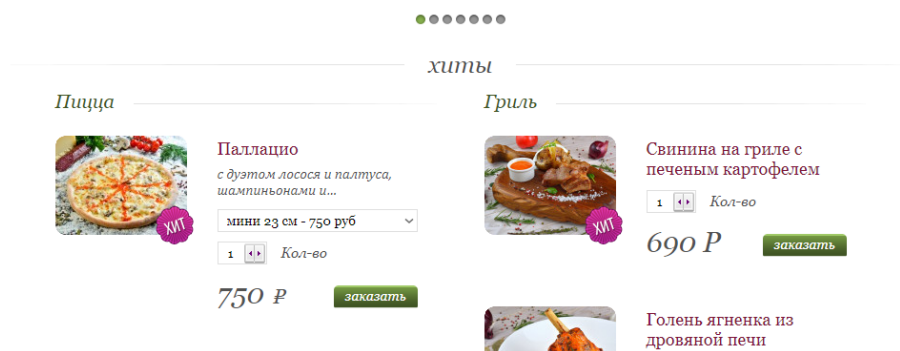 хиты
Пицца
Паллацио
с дуэтом лосося и палтуса,
шампиньонами и...
мини 23 см - 750 руб
1 Кол-во
750 ₽
заказать
ХИТ
Гриль
Свинина на гриле с
печеным картофелем
1 Кол-во
690 Р
заказать
ХИТ
Голень ягненка из
дровяной печи